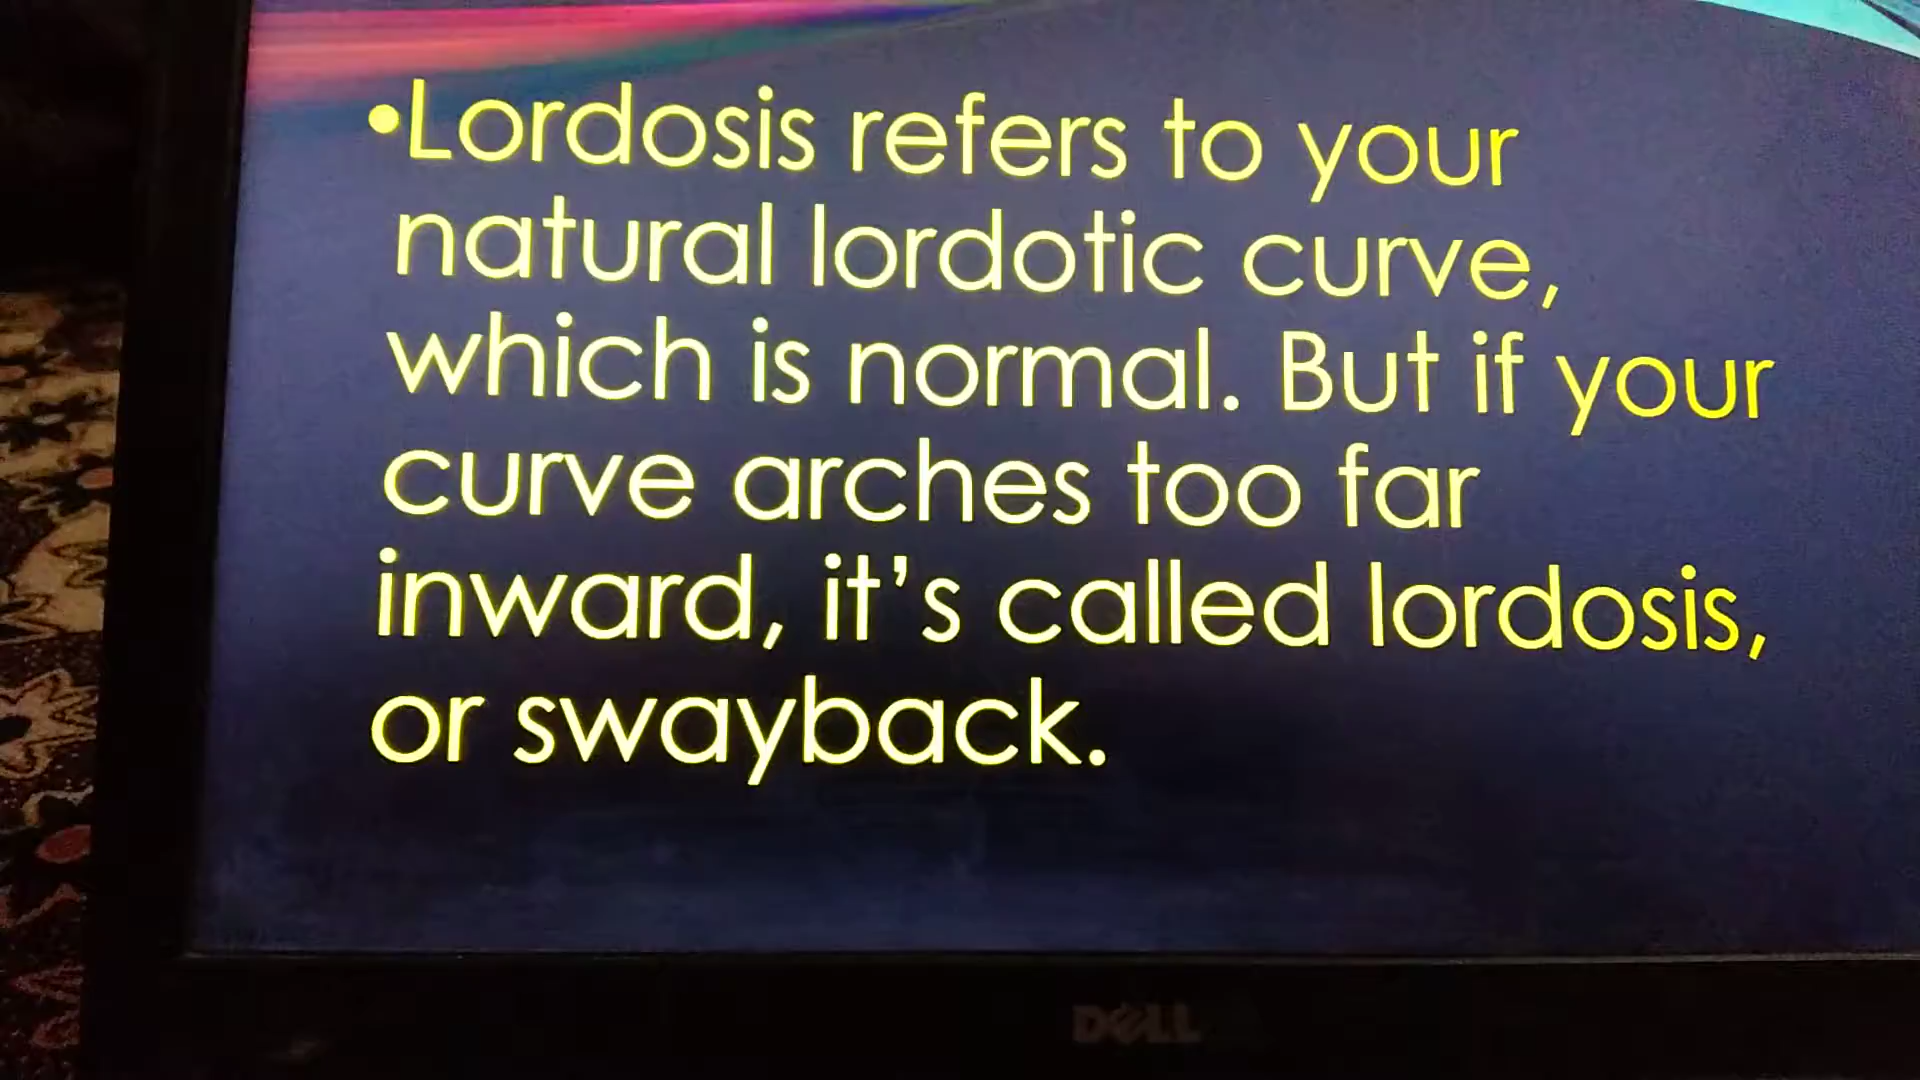 •Lordosis refers to your
natural lordotic curve,
which is normal. But if your
curve arches too far
inward, it’s called lordosis,
or swayback.
DELL